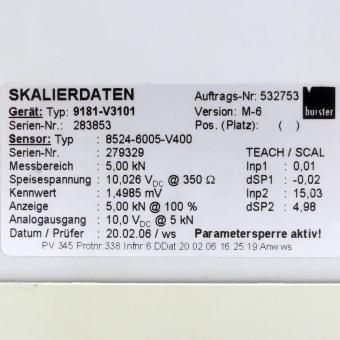 SKALIERDATEN Auftrags-Nr: 532753
Gerät: Typ: 9181-V3101 Version: M-6 burster
Serien-Nr.: 283853 Pos. (Platz): ( )
Sensor: Typ : 8524-6005-V400
Serien-Nr. : 279329 TEACH / SCAL
Messbereich : 5,00 kN Inp1 : 0,01
Speisespannung : 10,026 VDC @ 350 Ω dSP1 : -0,02
Kennwert : 1,4985 mV Inp2 : 15,03
Anzeige : 5,00 kN @ 100 % dSP2 : 4,98
Analogausgang : 10,0 VDC @ 5 kN
Datum / Prüfer : 20.02.06 / ws Parametersperre aktiv!
PV 345 Protnr 338 Infnr 6 DDat 20.02.06 16:25:19 Anw ws